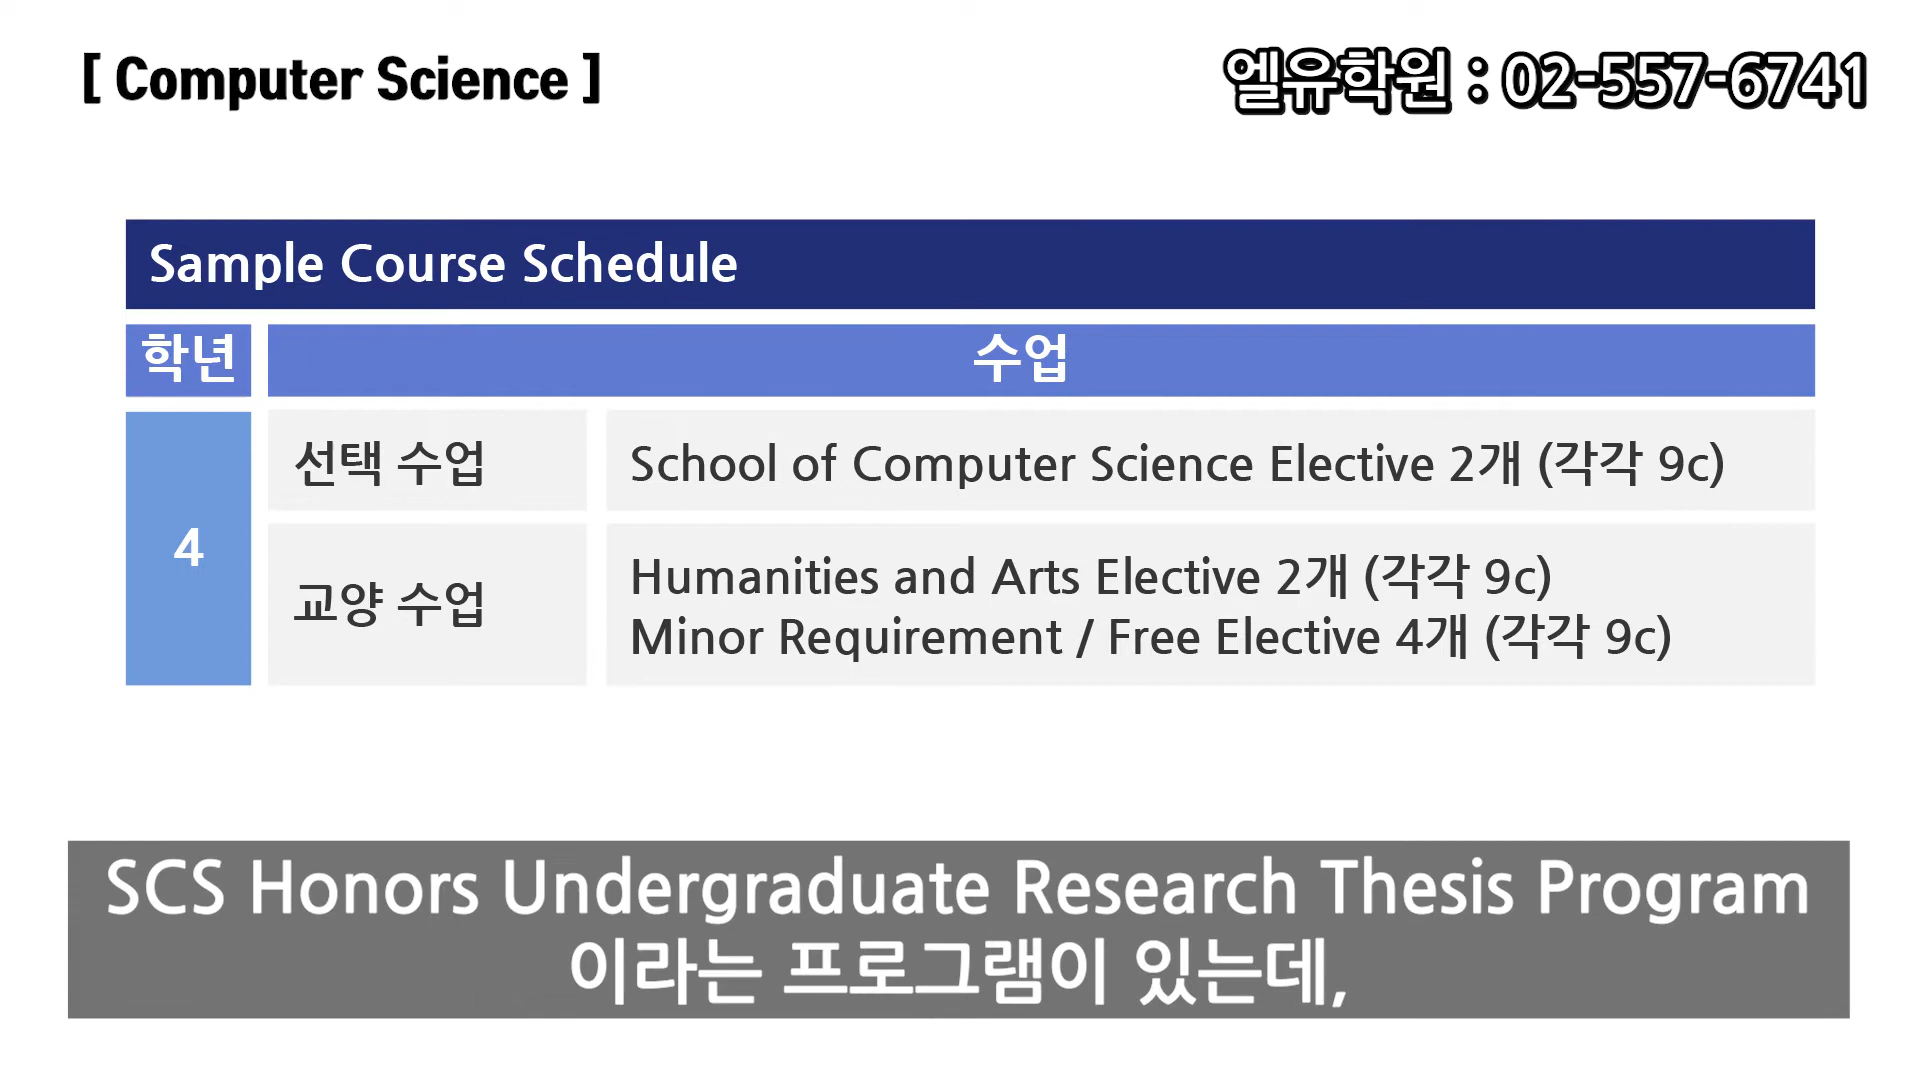 [ Computer Science ]
엘유학원 : 02-557-6741
Sample Course Schedule
학년
수업
4
선택 수업
School of Computer Science Elective 2개 (각각 9c)
교양 수업
Humanities and Arts Elective 2개 (각각 9c)
Minor Requirement / Free Elective 4개 (각각 9c)
SCS Honors Undergraduate Research Thesis Program
이라는 프로그램이 있는데,